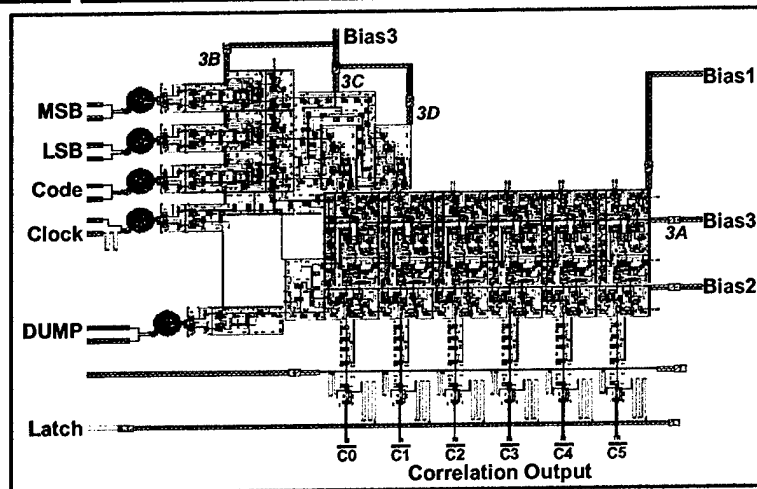 Bias3
3B
3C
3D
Bias1
MSB
LSB
Code
Clock
3A
Bias3
Bias2
DUMP
Latch
C0 C1 C2 C3 C4 C5
Correlation Output